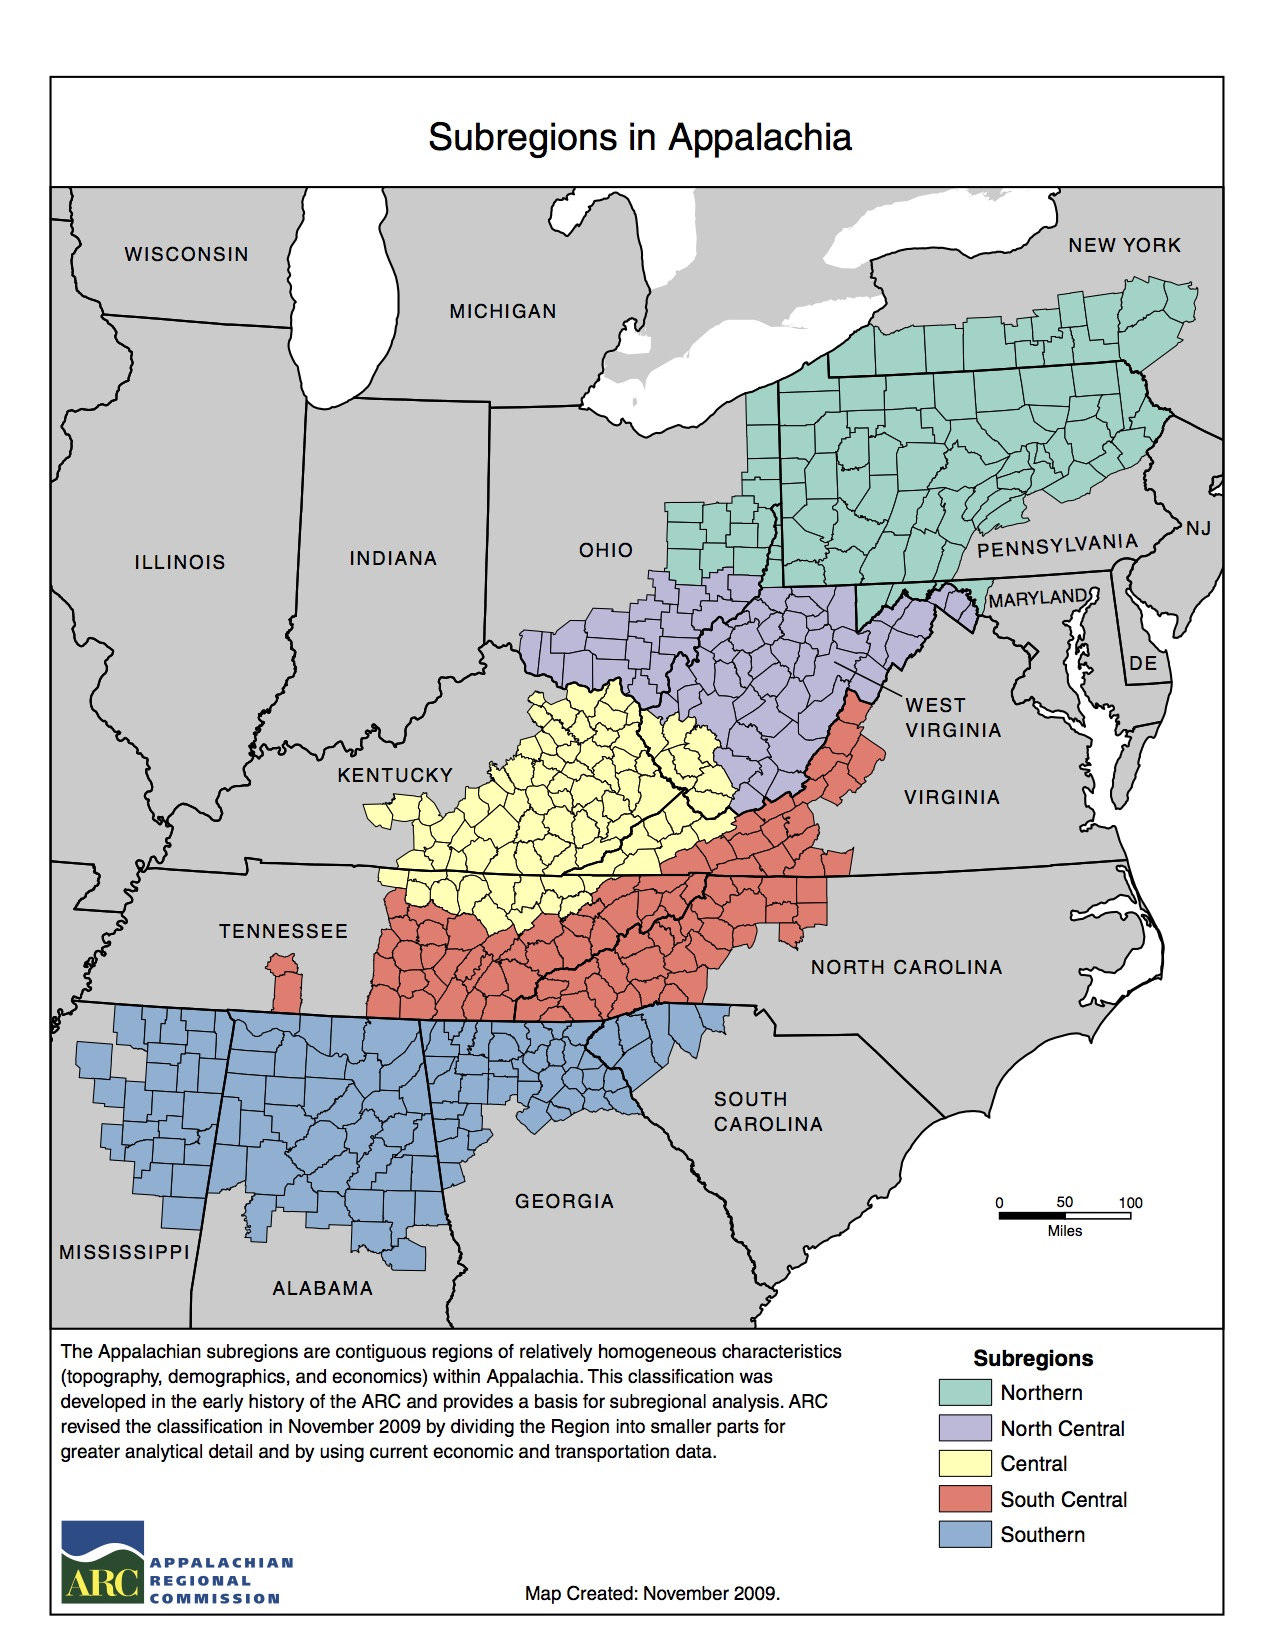 Subregions in Appalachia
WISCONSIN
NEW YORK
MICHIGAN
ILLINOIS
INDIANA
OHIO
PENNSYLVANIA
NJ
MARYLAND
DE
WEST
VIRGINIA
KENTUCKY
VIRGINIA
TENNESSEE
NORTH CAROLINA
SOUTH
CAROLINA
GEORGIA
MISSISSIPPI
ALABAMA
0 50 100
Miles
The Appalachian subregions are contiguous regions of relatively homogeneous characteristics
(topography, demographics, and economics) within Appalachia. This classification was
developed in the early history of the ARC and provides a basis for subregional analysis. ARC
revised the classification in November 2009 by dividing the Region into smaller parts for
greater analytical detail and by using current economic and transportation data.
Subregions
Northern
North Central
Central
South Central
Southern
ARC
APPALACHIAN
REGIONAL
COMMISSION
Map Created: November 2009.